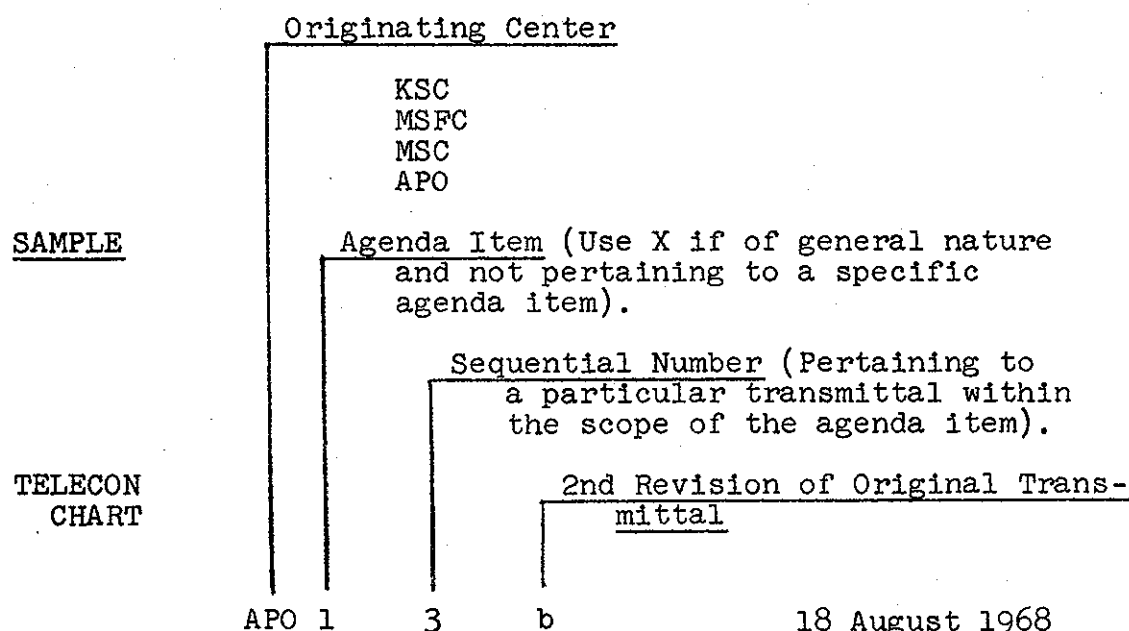 Originating Center
KSC
MSFC
MSC
APO
SAMPLE
Agenda Item (Use X if of general nature
and not pertaining to a specific
agenda item).
Sequential Number (Pertaining to
a particular transmittal within
the scope of the agenda item).
TELECON
CHART
2nd Revision of Original Trans-
mittal
APO 1 3 b 18 August 1968